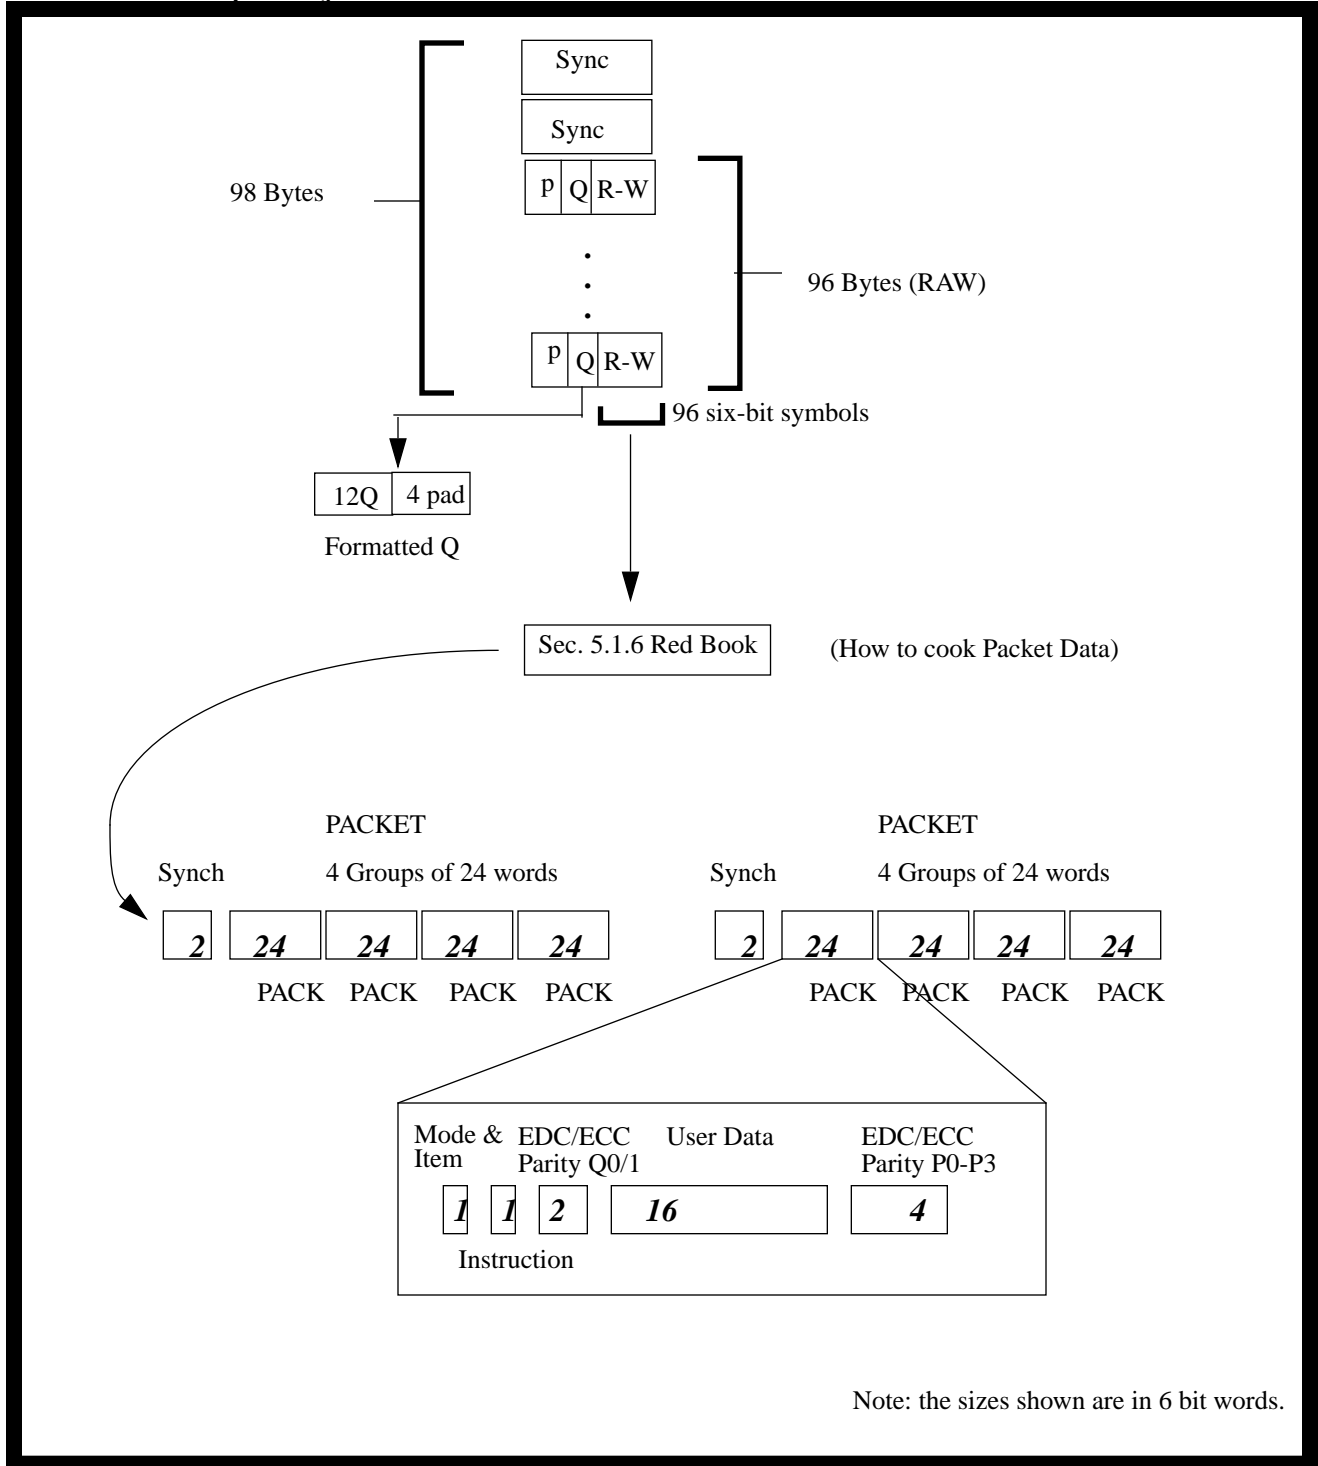 Sync
Sync
98 Bytes
p Q R-W
96 Bytes (RAW)
p Q R-W
96 six-bit symbols
12Q 4 pad
Formatted Q
Sec. 5.1.6 Red Book
(How to cook Packet Data)
PACKET PACKET
Synch 4 Groups of 24 words Synch 4 Groups of 24 words
2 24 24 24 24 2 24 24 24 24
PACK PACK PACK PACK PACK PACK PACK PACK
Mode & EDC/ECC User Data EDC/ECC
Item Parity Q0/1 Parity P0-P3
1 1 2 16 4
Instruction
Note: the sizes shown are in 6 bit words.